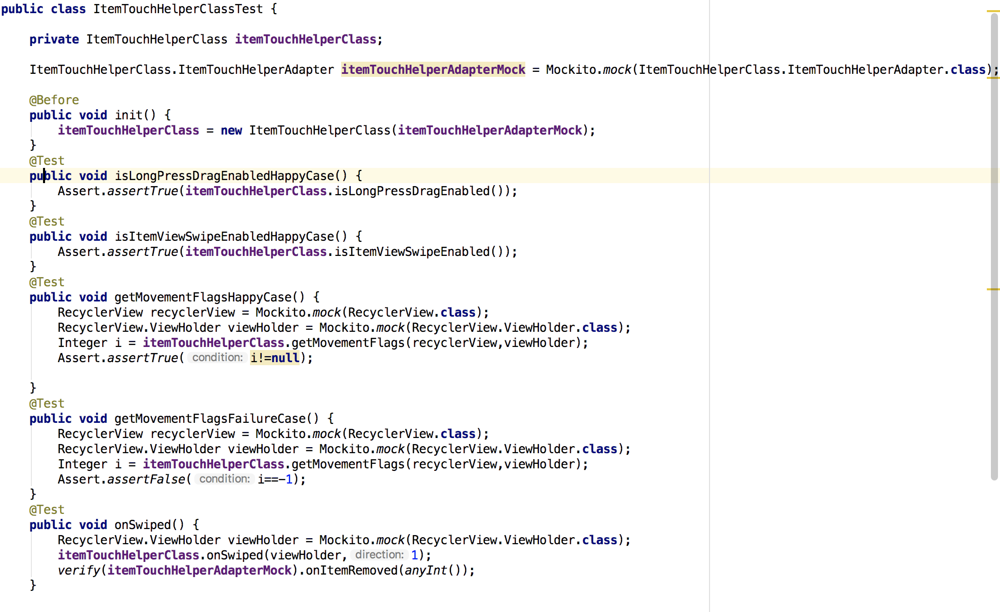 public class ItemTouchHelperClassTest {
private ItemTouchHelperClass itemTouchHelperClass;
ItemTouchHelperClass.ItemTouchHelperAdapter itemTouchHelperAdapterMock = Mockito.mock(ItemTouchHelperClass.ItemTouchHelperAdapter.class);
@Before
public void init() {
itemTouchHelperClass = new ItemTouchHelperClass(itemTouchHelperAdapterMock);
}
@Test
public void isLongPressDragEnabledHappyCase() {
Assert.assertTrue(itemTouchHelperClass.isLongPressDragEnabled());
}
@Test
public void isItemViewSwipeEnabledHappyCase() {
Assert.assertTrue(itemTouchHelperClass.isItemViewSwipeEnabled());
}
@Test
public void getMovementFlagsHappyCase() {
RecyclerView recyclerView = Mockito.mock(RecyclerView.class);
RecyclerView.ViewHolder viewHolder = Mockito.mock(RecyclerView.ViewHolder.class);
Integer i = itemTouchHelperClass.getMovementFlags(recyclerView,viewHolder);
Assert.assertTrue( condition: i!=null);
}
@Test
public void getMovementFlagsFailureCase() {
RecyclerView recyclerView = Mockito.mock(RecyclerView.class);
RecyclerView.ViewHolder viewHolder = Mockito.mock(RecyclerView.ViewHolder.class);
Integer i = itemTouchHelperClass.getMovementFlags(recyclerView,viewHolder);
Assert.assertFalse( condition: i==-1);
}
@Test
public void onSwiped() {
RecyclerView.ViewHolder viewHolder = Mockito.mock(RecyclerView.ViewHolder.class);
itemTouchHelperClass.onSwiped(viewHolder, direction: 1);
verify(itemTouchHelperAdapterMock).onItemRemoved(anyInt());
}